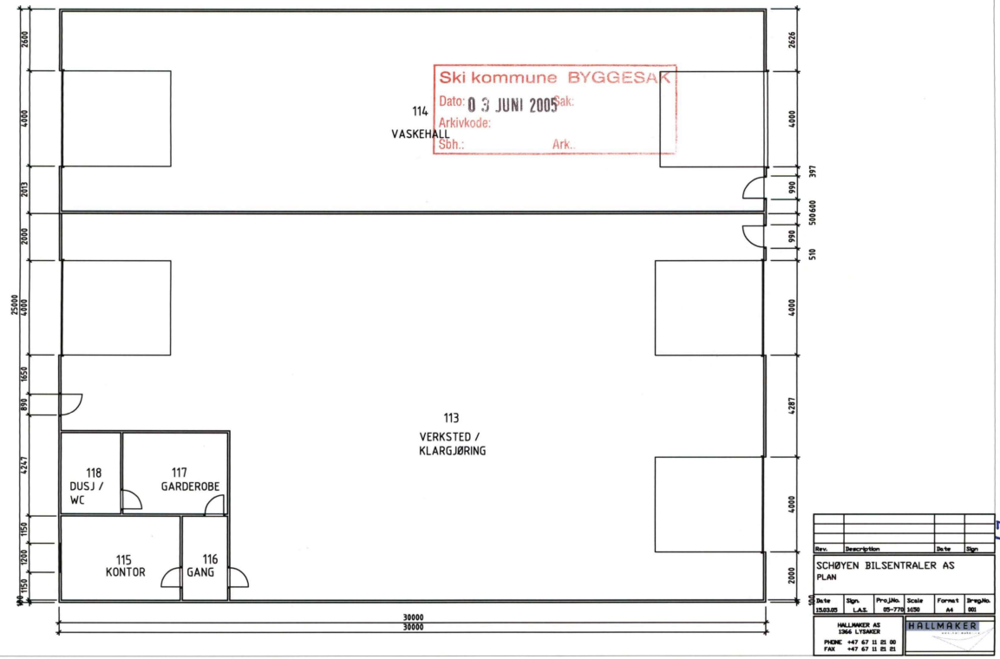 2600
4000
2013
2000
25000
4000
1650
890
4247
1150
1200
1150
100
Ski kommune BYGGESAK
Dato: 03 JUNI 2005 Sak:
Arkivkode:
Sbh.: Ark.:
114
VASKEHALL
113
VERKSTED /
KLARGJØRING
118
DUSJ /
WC
117
GARDEROBE
115
KONTOR
116
GANG
2626
4000
397
990
600
500
990
510
4000
4287
4000
2000
100
30000
30000
Rev. Description Date Sign
SCHØYEN BILSENTRALER AS
PLAN
Date Sign. Proj.No. Scale Format Drwg.No.
15.03.05 L.A.S. 05-770 1:150 A4 001
HALLMAKER AS
1366 LYSAKER
PHONE +47 67 11 21 00
FAX +47 67 11 21 21
HALLMAKER